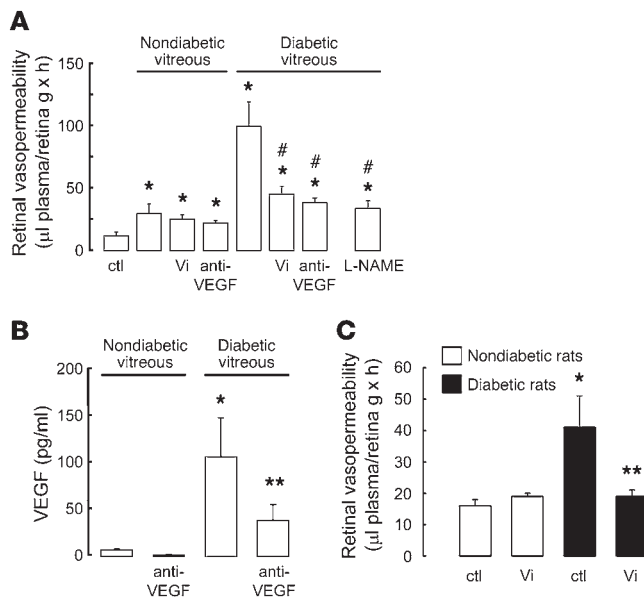 A
Nondiabetic vitreous
Diabetic vitreous
Retinal vasopermeability
(μl plasma/retina g x h)
150
100
50
0
*
*
*
*
#
*
#
*
#
*
ctl
Vi
anti-VEGF
Vi
anti-VEGF
L-NAME
B
Nondiabetic vitreous
Diabetic vitreous
VEGF (pg/ml)
200
150
100
50
0
*
**
anti-VEGF
anti-VEGF
C
Nondiabetic rats
Diabetic rats
Retinal vasopermeability
(μl plasma/retina g x h)
60
50
40
30
20
10
0
*
**
ctl
Vi
ctl
Vi